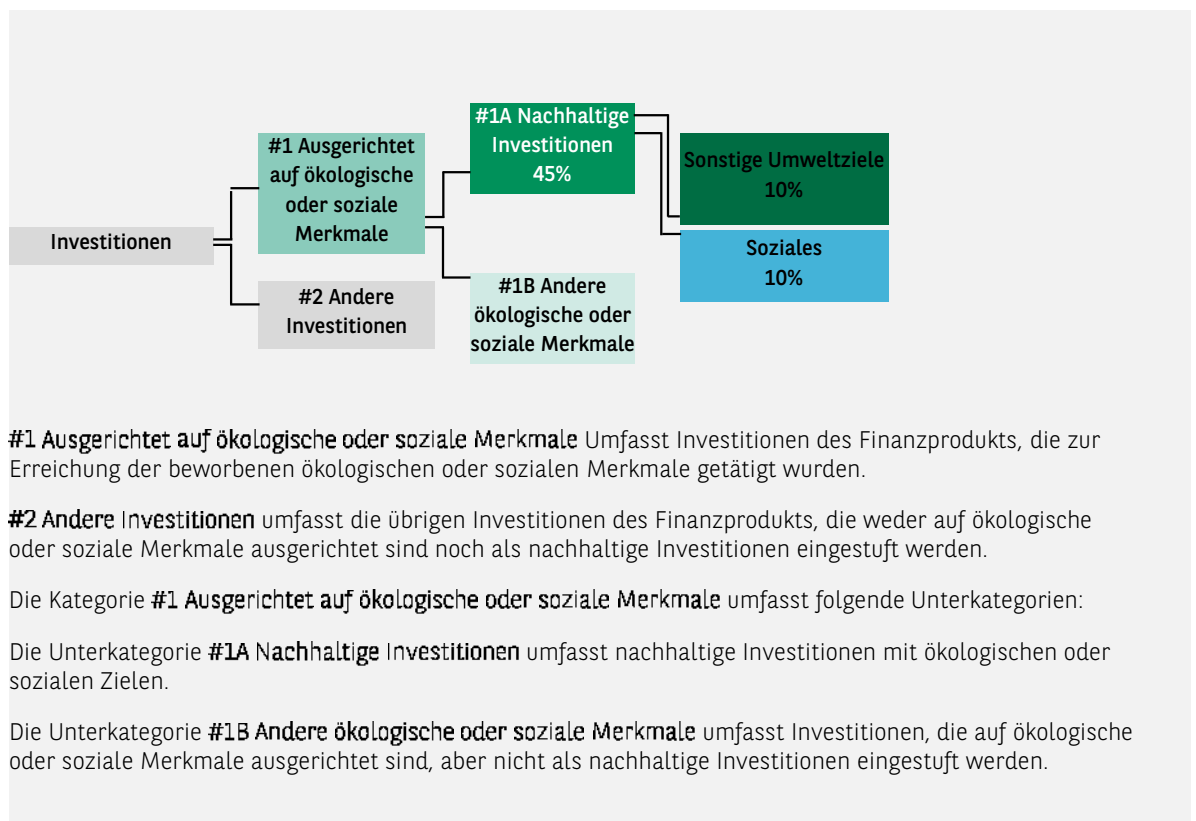 #1A Nachhaltige
Investitionen
45%
#1 Ausgerichtet
auf ökologische
oder soziale
Merkmale
Sonstige Umweltziele
10%
Investitionen
Soziales
10%
#2 Andere
Investitionen
#1B Andere
ökologische oder
soziale Merkmale
#1 Ausgerichtet auf ökologische oder soziale Merkmale Umfasst Investitionen des Finanzprodukts, die zur
Erreichung der beworbenen ökologischen oder sozialen Merkmale getätigt wurden.
#2 Andere Investitionen umfasst die übrigen Investitionen des Finanzprodukts, die weder auf ökologische
oder soziale Merkmale ausgerichtet sind noch als nachhaltige Investitionen eingestuft werden.
Die Kategorie #1 Ausgerichtet auf ökologische oder soziale Merkmale umfasst folgende Unterkategorien:
Die Unterkategorie #1A Nachhaltige Investitionen umfasst nachhaltige Investitionen mit ökologischen oder
sozialen Zielen.
Die Unterkategorie #1B Andere ökologische oder soziale Merkmale umfasst Investitionen, die auf ökologische
oder soziale Merkmale ausgerichtet sind, aber nicht als nachhaltige Investitionen eingestuft werden.